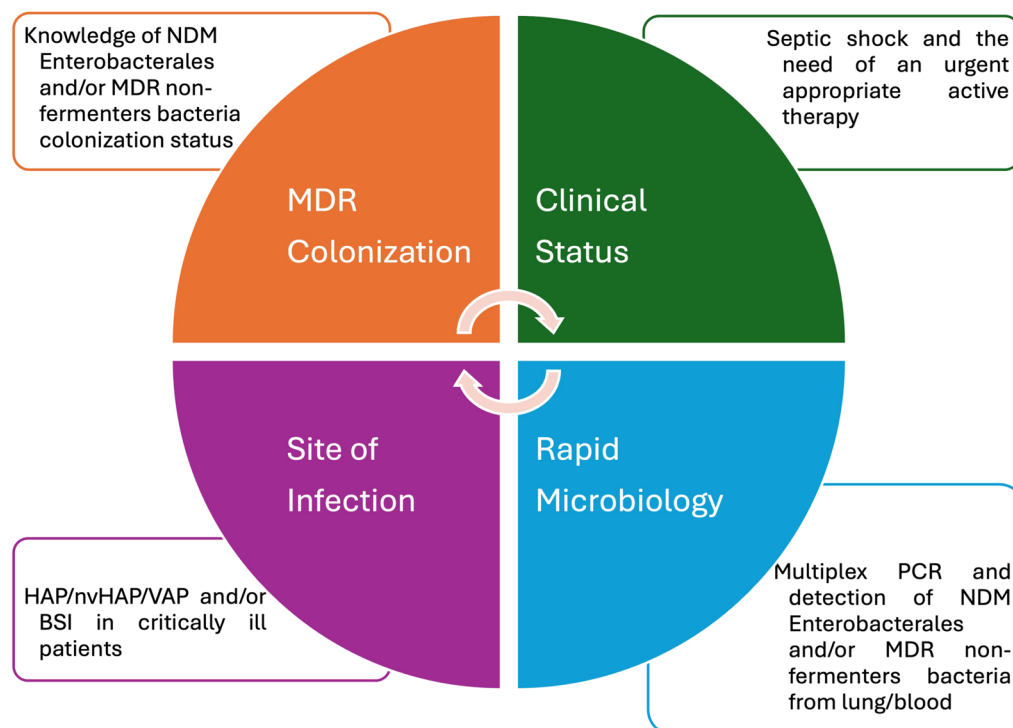 Knowledge of NDM
Enterobacterales
and/or MDR non-
fermenters bacteria
colonization status
Septic shock and the
need of an urgent
appropriate active
therapy
MDR
Colonization
Clinical
Status
Site of
Infection
Rapid
Microbiology
HAP/nvHAP/VAP and/or
BSI in critically ill
patients
Multiplex PCR and
detection of NDM
Enterobacterales
and/or MDR non-
fermenters bacteria
from lung/blood